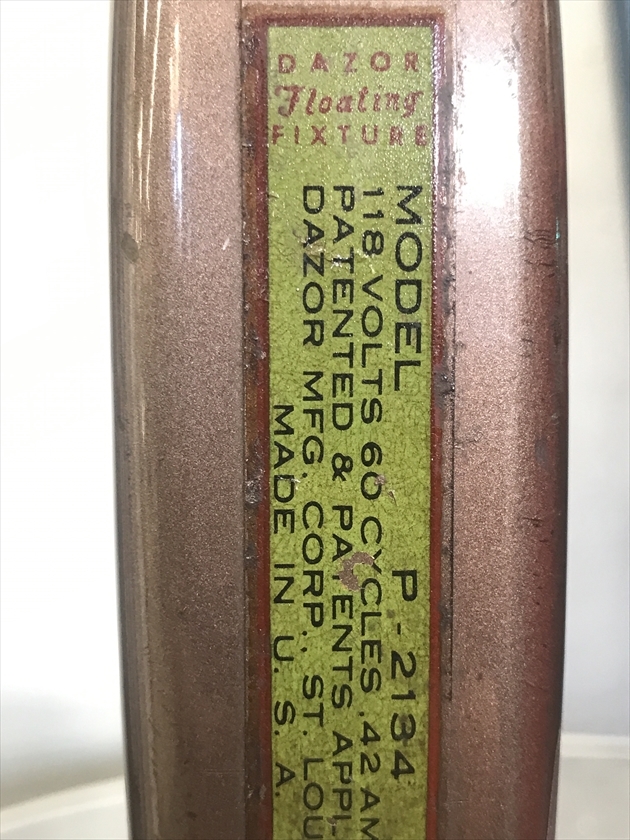 DAZOR
Floating
FIXTURE
MODEL P-2134
118 VOLTS 60 CYCLES .42 AM
PATENTED & PATENTS APPL-
DAZOR MFG. CORP., ST. LOU
MADE IN U. S. A.